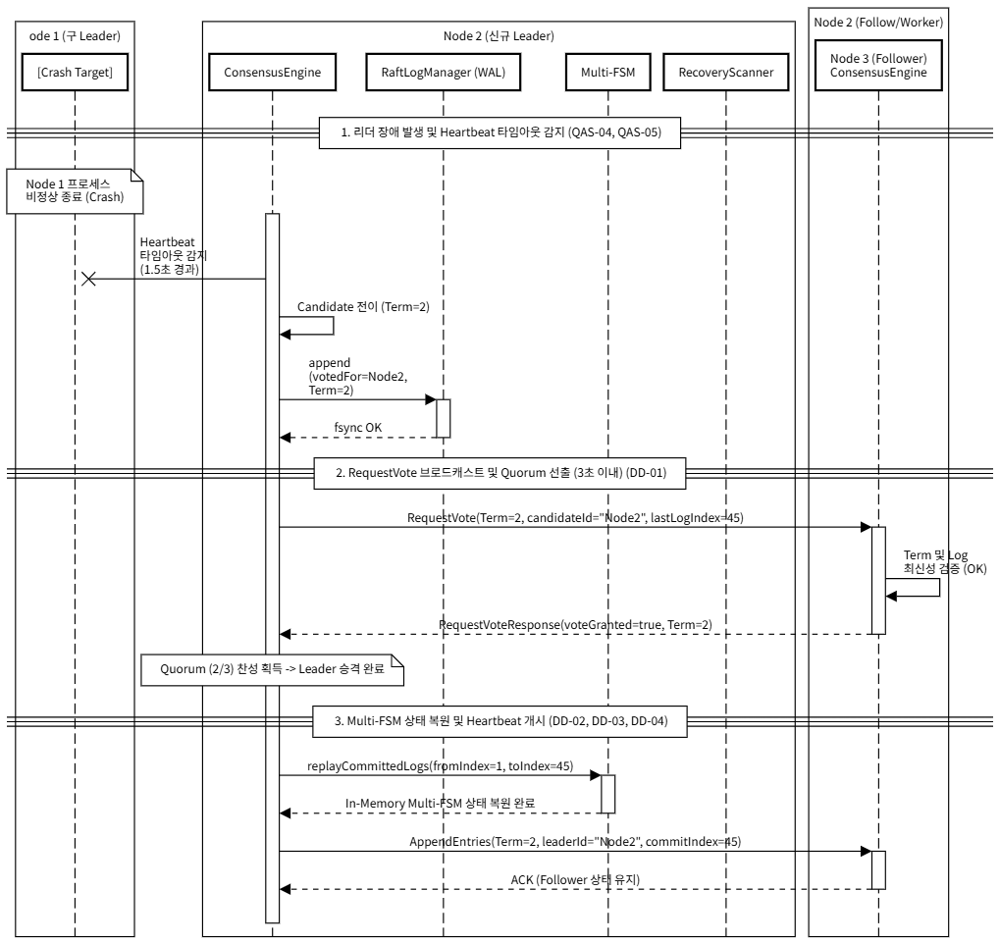 ode 1 (구 Leader)
Node 2 (신규 Leader)
Node 2 (Follow/Worker)
[Crash Target]
ConsensusEngine
RaftLogManager (WAL)
Multi-FSM
RecoveryScanner
Node 3 (Follower)
ConsensusEngine
1. 리더 장애 발생 및 Heartbeat 타임아웃 감지 (QAS-04, QAS-05)
Node 1 프로세스
비정상 종료 (Crash)
Heartbeat
타임아웃 감지
(1.5초 경과)
Candidate 전이 (Term=2)
append
(votedFor=Node2,
Term=2)
fsync OK
2. RequestVote 브로드캐스트 및 Quorum 선출 (3초 이내) (DD-01)
RequestVote(Term=2, candidateId="Node2", lastLogIndex=45)
Term 및 Log
최신성 검증 (OK)
RequestVoteResponse(voteGranted=true, Term=2)
Quorum (2/3) 찬성 획득 -> Leader 승격 완료
3. Multi-FSM 상태 복원 및 Heartbeat 개시 (DD-02, DD-03, DD-04)
replayCommittedLogs(fromIndex=1, toIndex=45)
In-Memory Multi-FSM 상태 복원 완료
AppendEntries(Term=2, leaderId="Node2", commitIndex=45)
ACK (Follower 상태 유지)